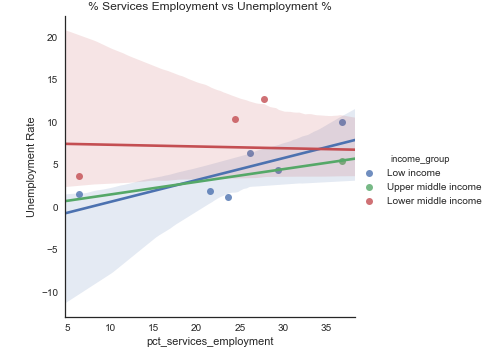 % Services Employment vs Unemployment %
20
15
10
5
0
−5
−10
Unemployment Rate
5 10 15 20 25 30 35
pct_services_employment
income_group
Low income
Upper middle income
Lower middle income